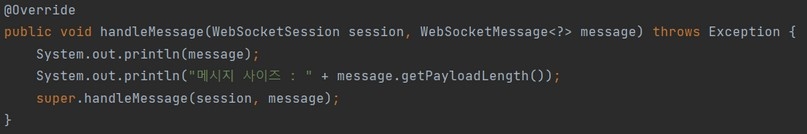 @Override
public void handleMessage(WebSocketSession session, WebSocketMessage<?> message) throws Exception {
    System.out.println(message);
    System.out.println("메시지 사이즈 : " + message.getPayloadLength());
    super.handleMessage(session, message);
}